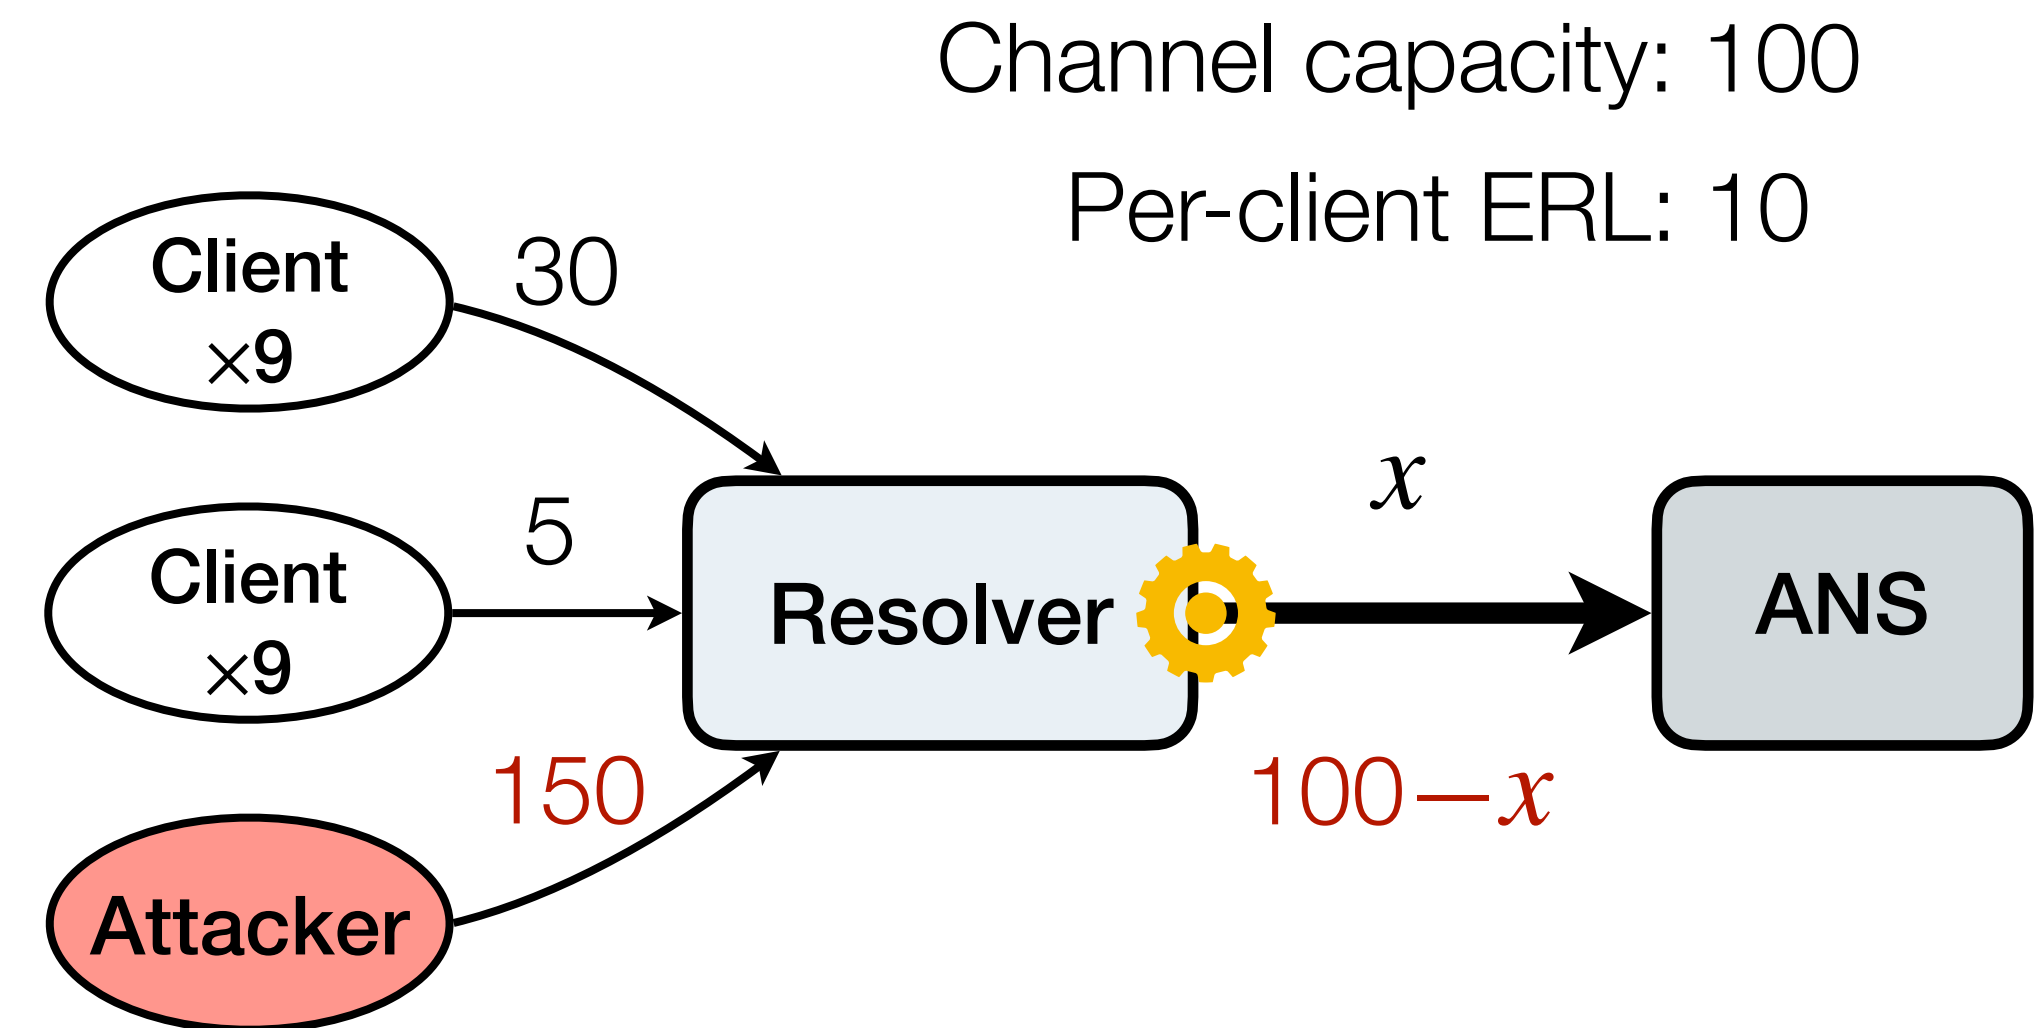 Channel capacity: 100
Per-client ERL: 10
Client
×9
30
Client
×9
5
Attacker
150
Resolver
x
100−x
ANS